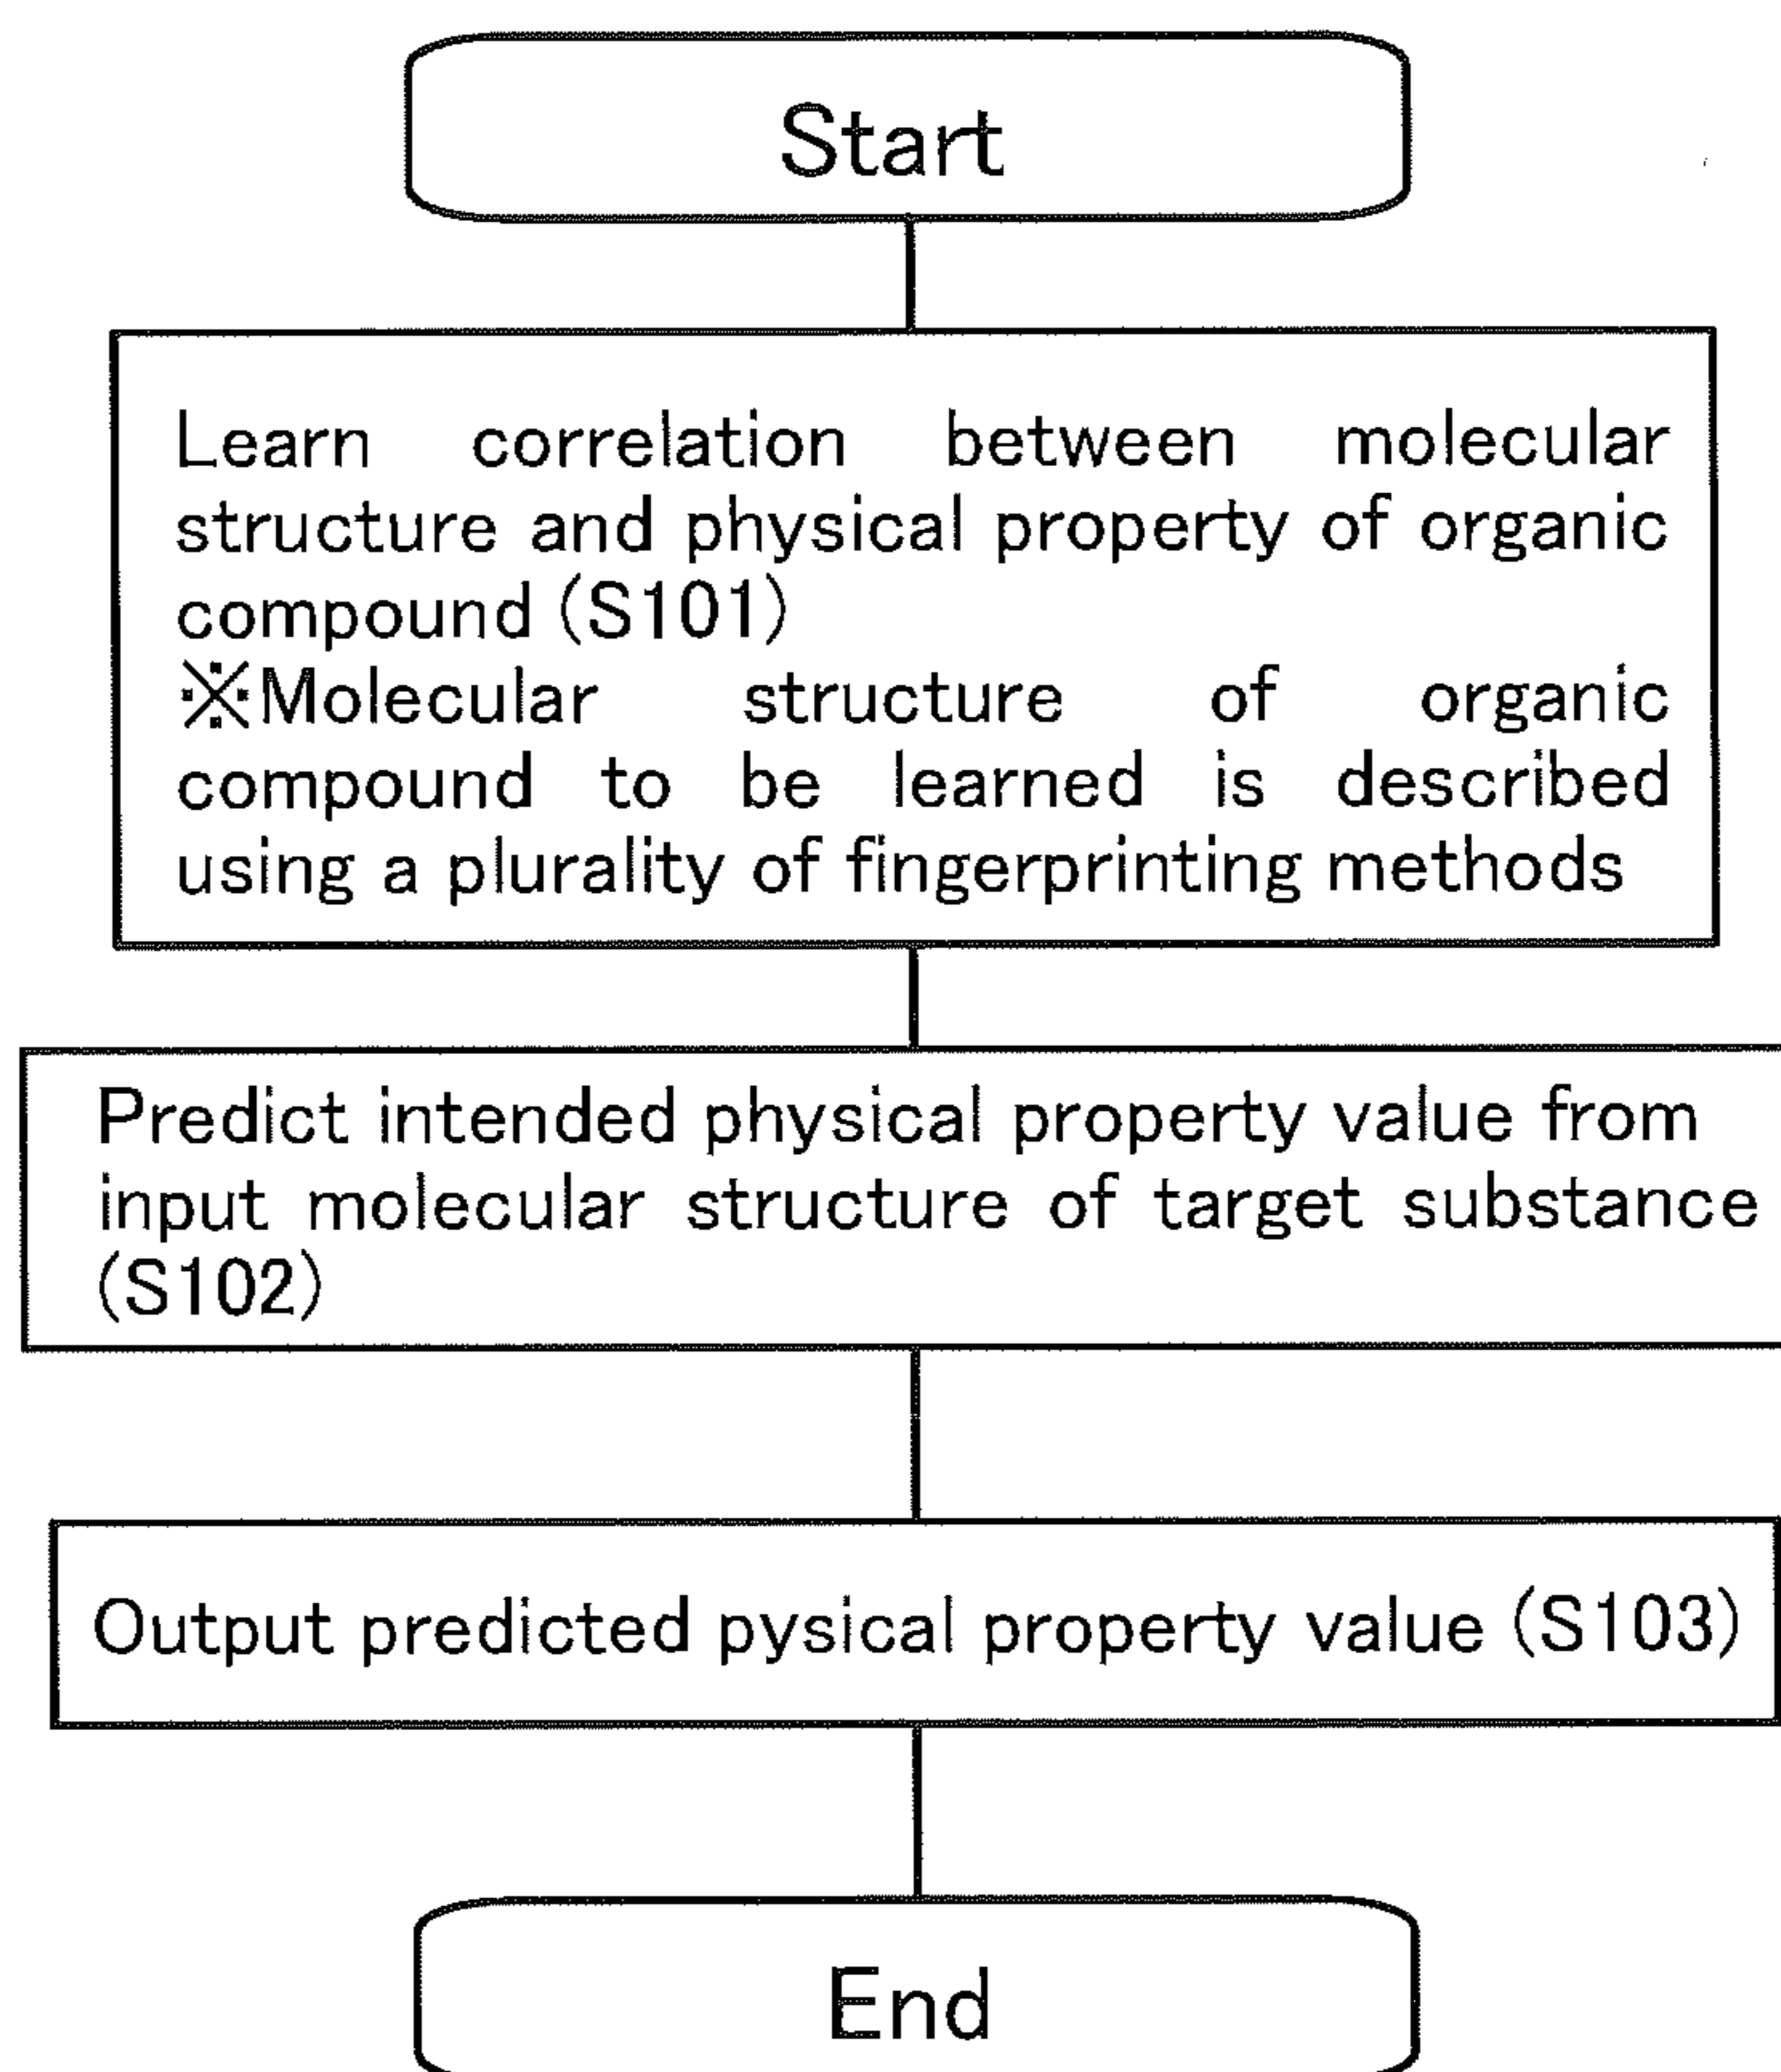 Start
Learn correlation between molecular
structure and physical property of organic
compound (S101)
※Molecular structure of organic
compound to be learned is described
using a plurality of fingerprinting methods
Predict intended physical property value from
input molecular structure of target substance
(S102)
Output predicted pysical property value (S103)
End